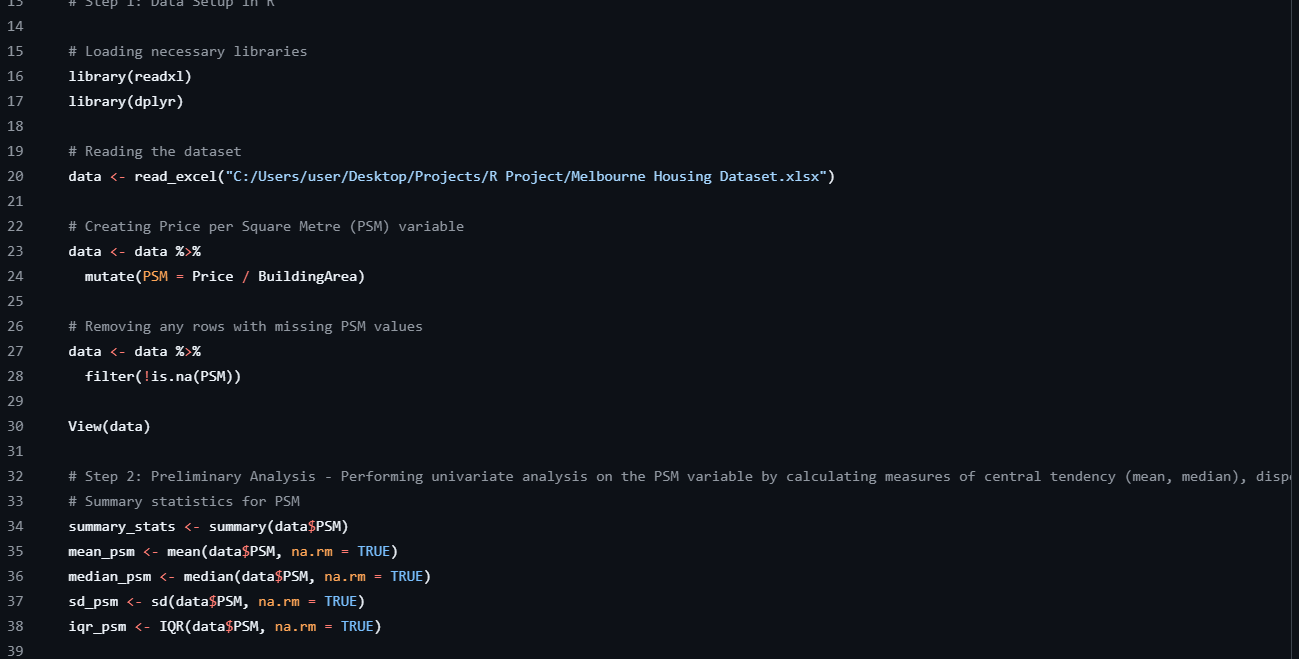 13 # Step 1: Data Setup in R
14
15 # Loading necessary libraries
16 library(readxl)
17 library(dplyr)
18
19 # Reading the dataset
20 data <- read_excel("C:/Users/user/Desktop/Projects/R Project/Melbourne Housing Dataset.xlsx")
21
22 # Creating Price per Square Metre (PSM) variable
23 data <- data %>%
24 mutate(PSM = Price / BuildingArea)
25
26 # Removing any rows with missing PSM values
27 data <- data %>%
28 filter(!is.na(PSM))
29
30 View(data)
31
32 # Step 2: Preliminary Analysis - Performing univariate analysis on the PSM variable by calculating measures of central tendency (mean, median),
33 # Summary statistics for PSM
34 summary_stats <- summary(data$PSM)
35 mean_psm <- mean(data$PSM, na.rm = TRUE)
36 median_psm <- median(data$PSM, na.rm = TRUE)
37 sd_psm <- sd(data$PSM, na.rm = TRUE)
38 iqr_psm <- IQR(data$PSM, na.rm = TRUE)
39